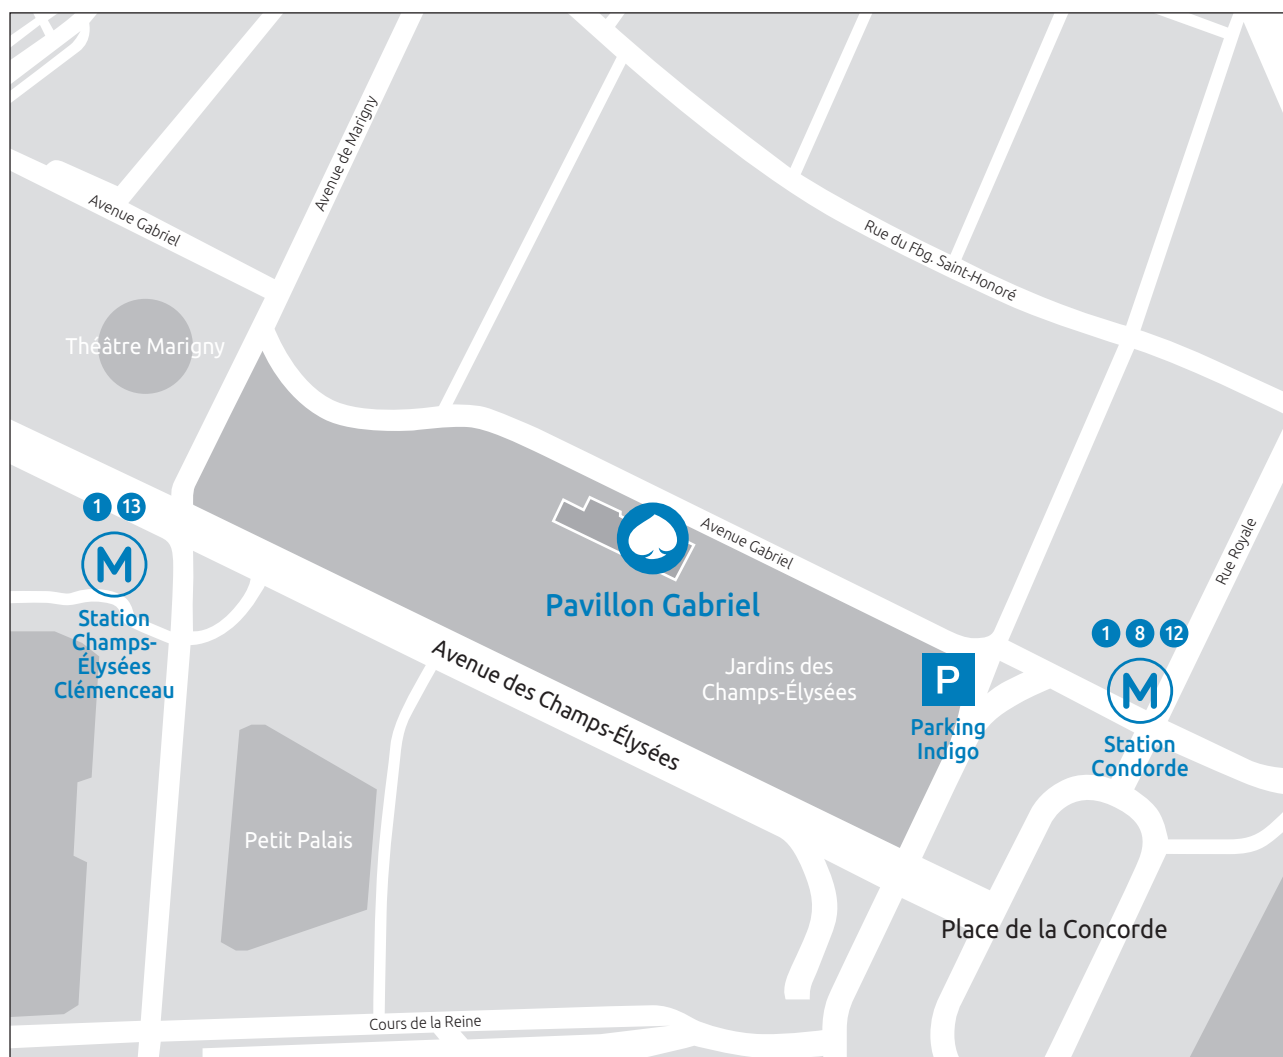 Avenue de Marigny
Avenue Gabriel
Rue du Fbg. Saint-Honoré
Théâtre Marigny
1 13
M
Station
Champs-
Élysées
Clémenceau
Avenue Gabriel
Pavillon Gabriel
Rue Royale
1 8 12
M
Station
Condorde
Jardins des
Champs-Élysées
P
Parking
Indigo
Avenue des Champs-Élysées
Petit Palais
Place de la Concorde
Cours de la Reine